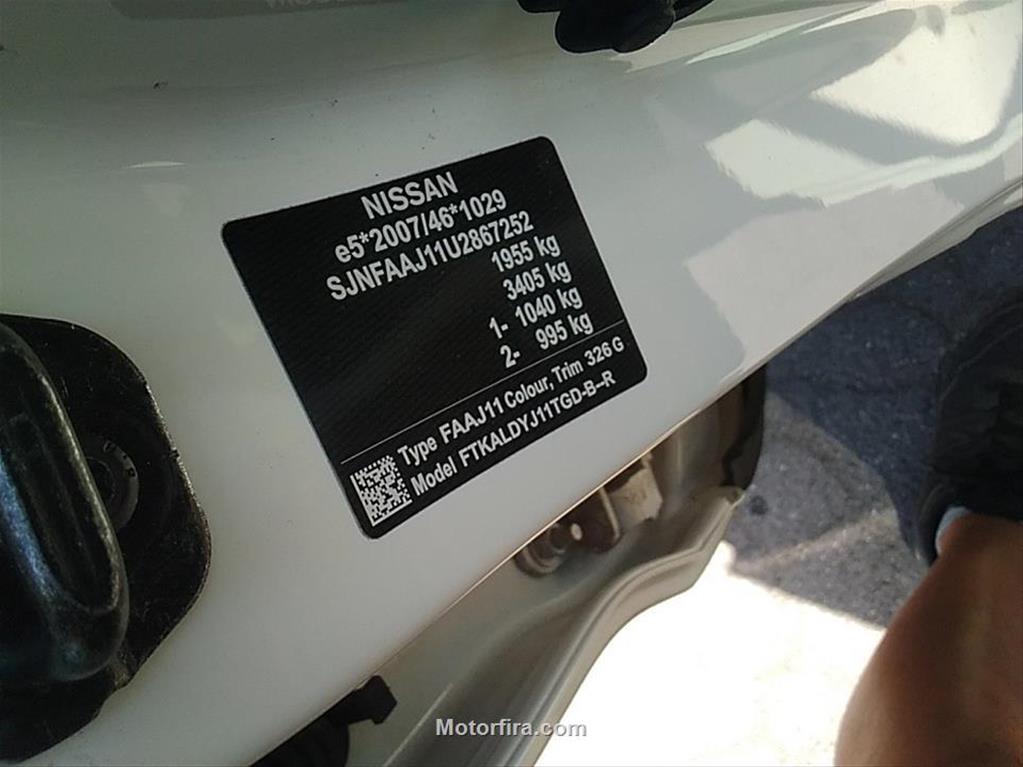 NISSAN
e5*2007/46*1029
SJNFAAJ11U2867252
1955 kg
3405 kg
1- 1040 kg
2- 995 kg
Type FAAJ11 Colour, Trim 326 G
Model FTKALDYJ11TGD-B-R
Motorfira.com